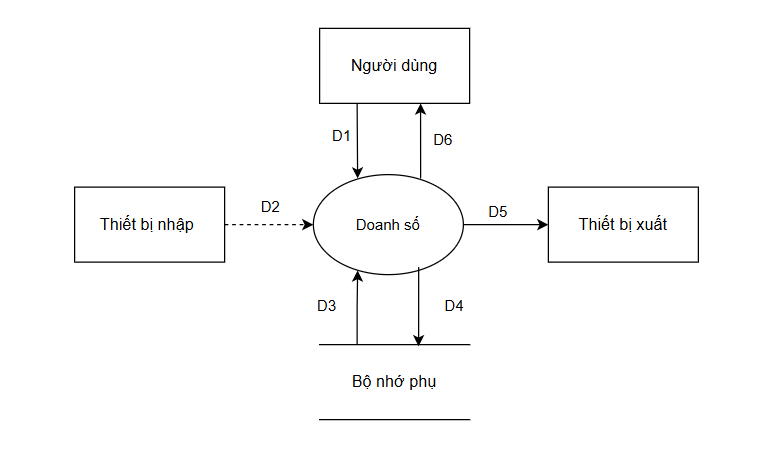 Người dùng
D1
D6
Thiết bị nhập
D2
Doanh số
D5
Thiết bị xuất
D3
D4
Bộ nhớ phụ